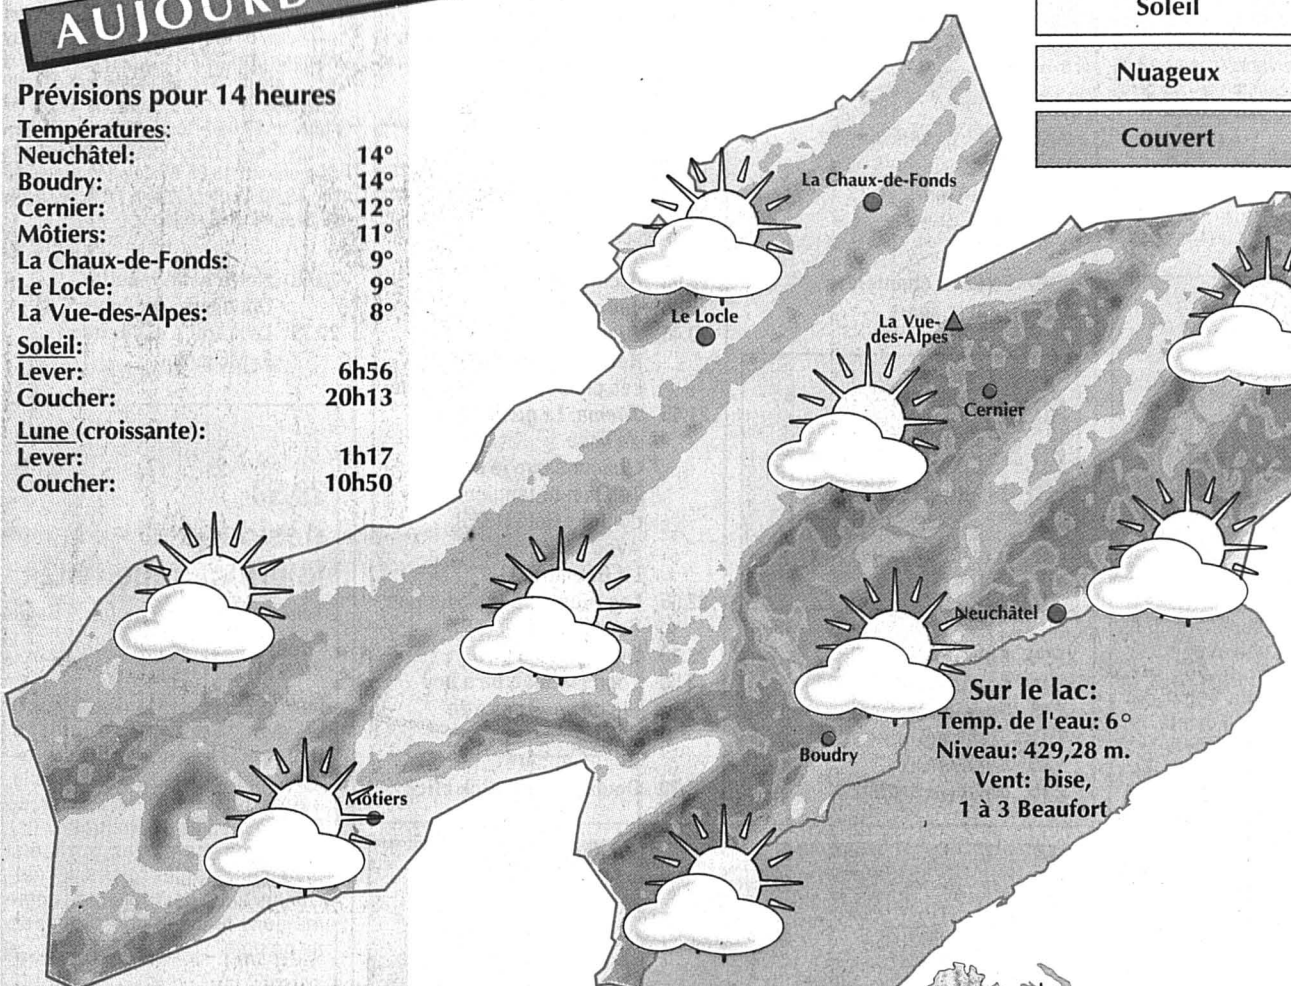 AUJOURD
Prévisions pour 14 heures
Températures:
Neuchâtel: 14°
Boudry: 14°
Cernier: 12°
Môtiers: 11°
La Chaux-de-Fonds: 9°
Le Locle: 9°
La Vue-des-Alpes: 8°
Soleil:
Lever: 6h56
Coucher: 20h13
Lune (croissante):
Lever: 1h17
Coucher: 10h50
Soleil
Nuageux
Couvert
La Chaux-de-Fonds
Le Locle
La Vue-
des-Alpes
Cernier
Neuchâtel
Boudry
Môtiers
Sur le lac:
Temp. de l'eau: 6°
Niveau: 429,28 m.
Vent: bise,
1 à 3 Beaufort